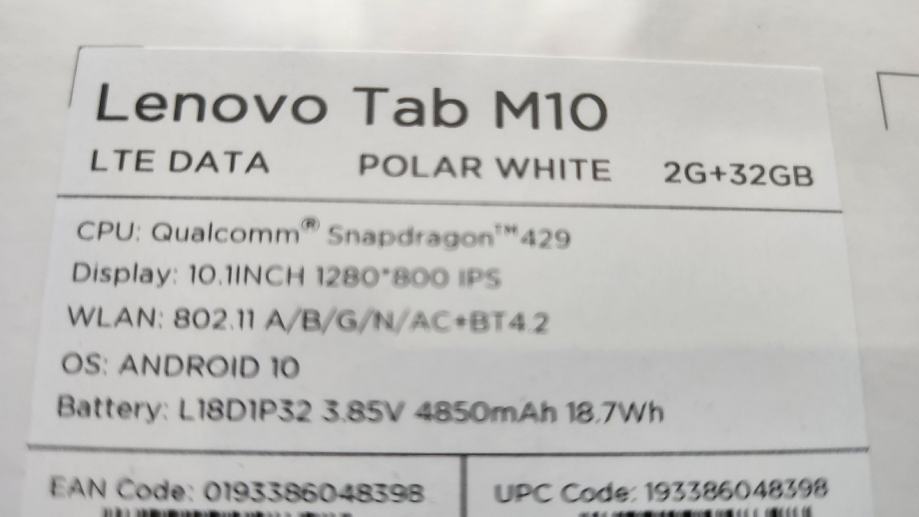 Lenovo Tab M10
LTE DATA POLAR WHITE 2G+32GB
CPU: Qualcomm® Snapdragon™429
Display: 10.1INCH 1280*800 IPS
WLAN: 802.11 A/B/G/N/AC+BT4.2
OS: ANDROID 10
Battery: L18D1P32 3.85V 4850mAh 18.7Wh
EAN Code: 0193386048398 UPC Code: 193386048398